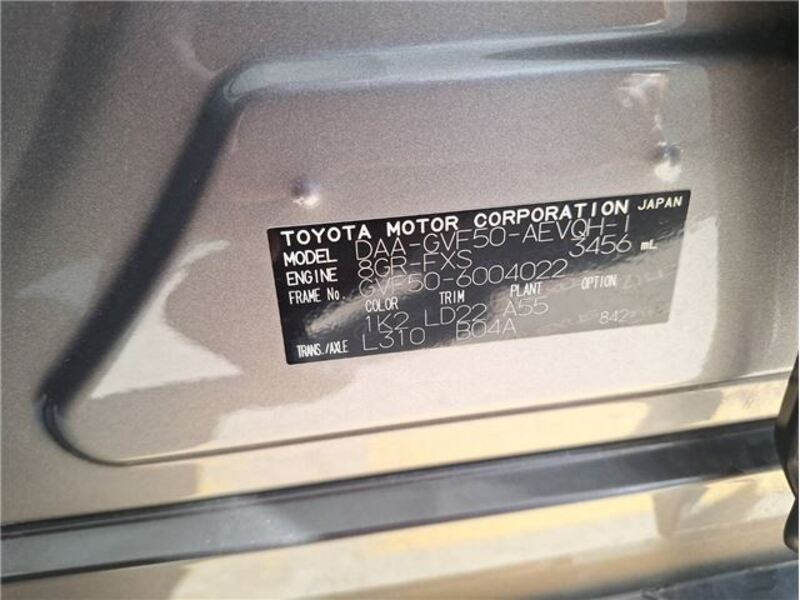 TOYOTA MOTOR CORPORATION JAPAN
MODEL DAA-GVF50-AEVQH-I
ENGINE 8GR-FXS 3456 mL
FRAME No. GVF50-6004022
COLOR TRIM PLANT OPTION
1K2 LD22 A55
TRANS./AXLE L310 B04A 842